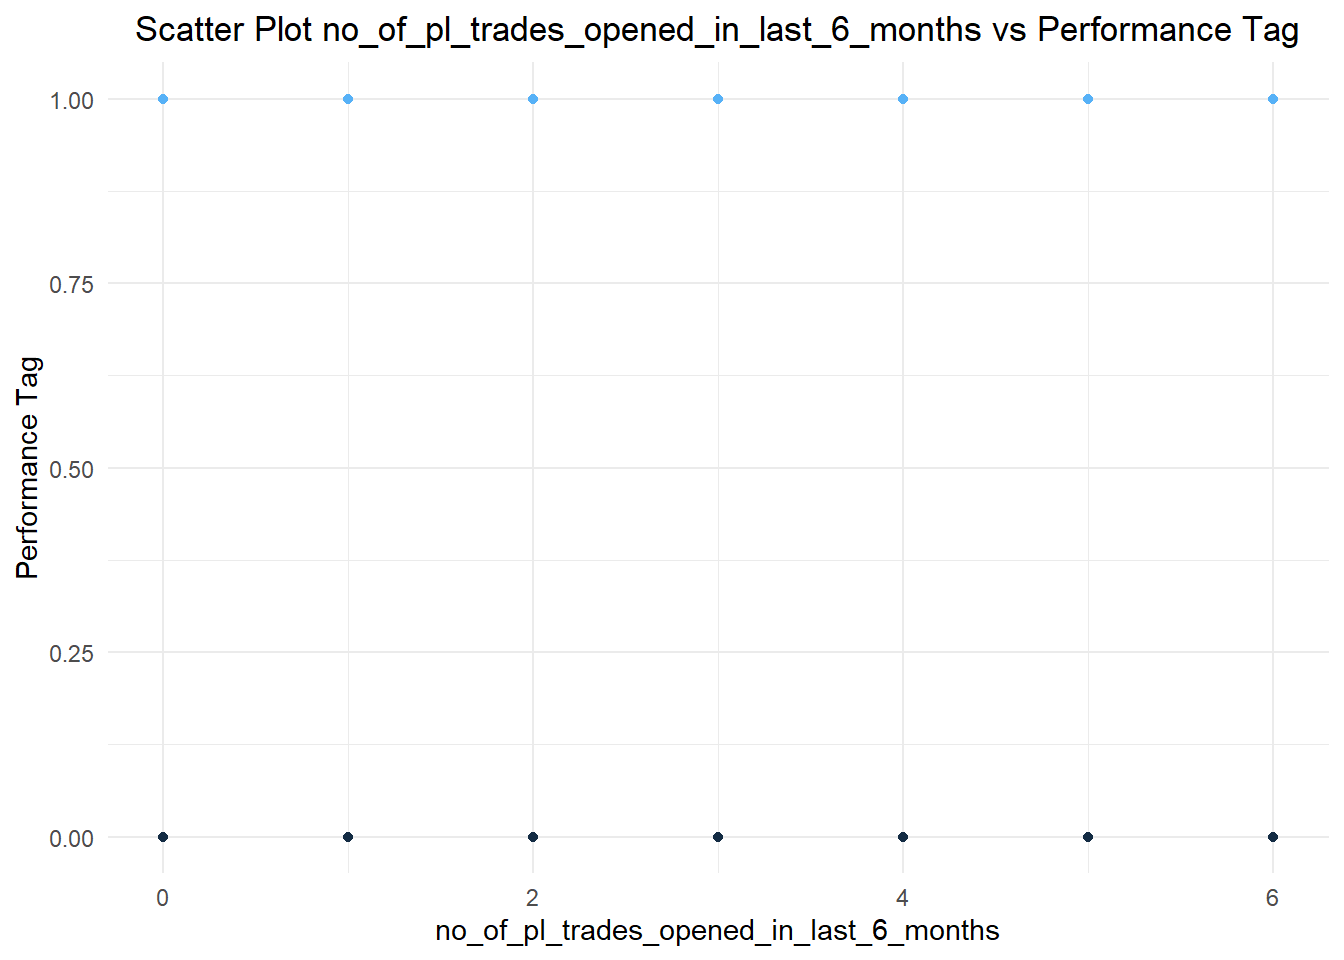 Scatter Plot no_of_pl_trades_opened_in_last_6_months vs Performance Tag
1.00
0.75
0.50
0.25
0.00
Performance Tag
0 2 4 6
no_of_pl_trades_opened_in_last_6_months